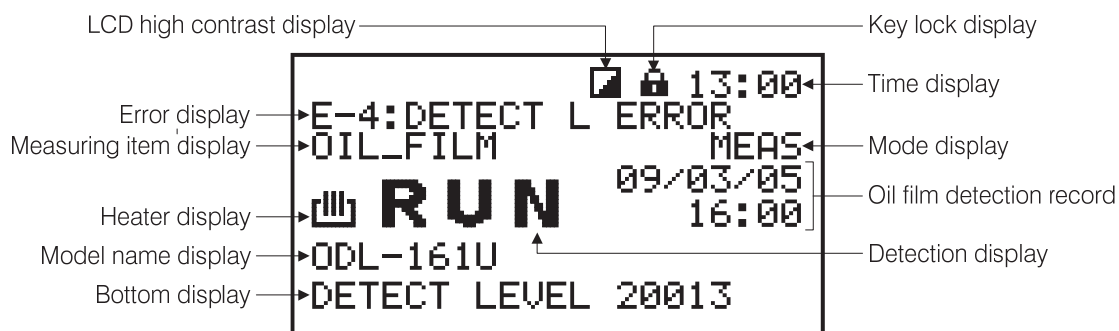 LCD high contrast display
Key lock display
13:00
Time display
Error display
E-4:DETECT L ERROR
Measuring item display
OIL_FILM
MEAS
Mode display
09/03/05
Oil film detection record
Heater display
RUN
16:00
Model name display
ODL-161U
Detection display
Bottom display
DETECT LEVEL 20013